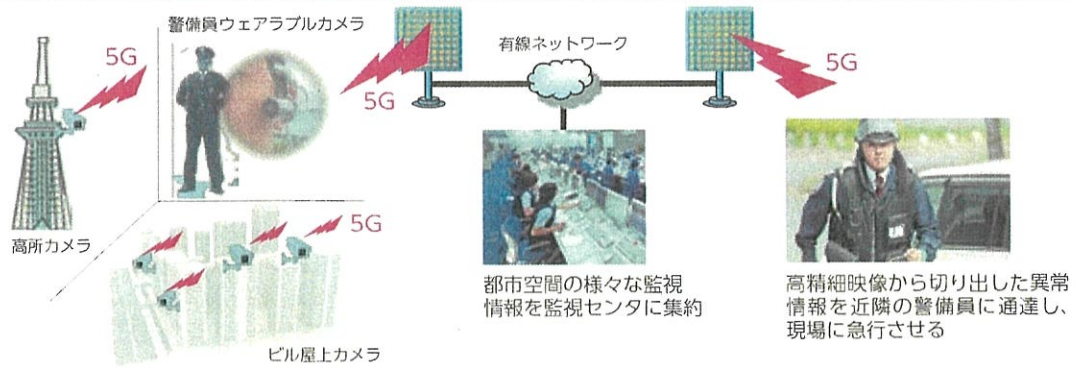 警備員ウェアラブルカメラ
5G
5G
有線ネットワーク
5G
高所カメラ
5G
ビル屋上カメラ
都市空間の様々な監視
情報を監視センタに集約
高精細映像から切り出した異常
情報を近隣の警備員に通達し、
現場に急行させる